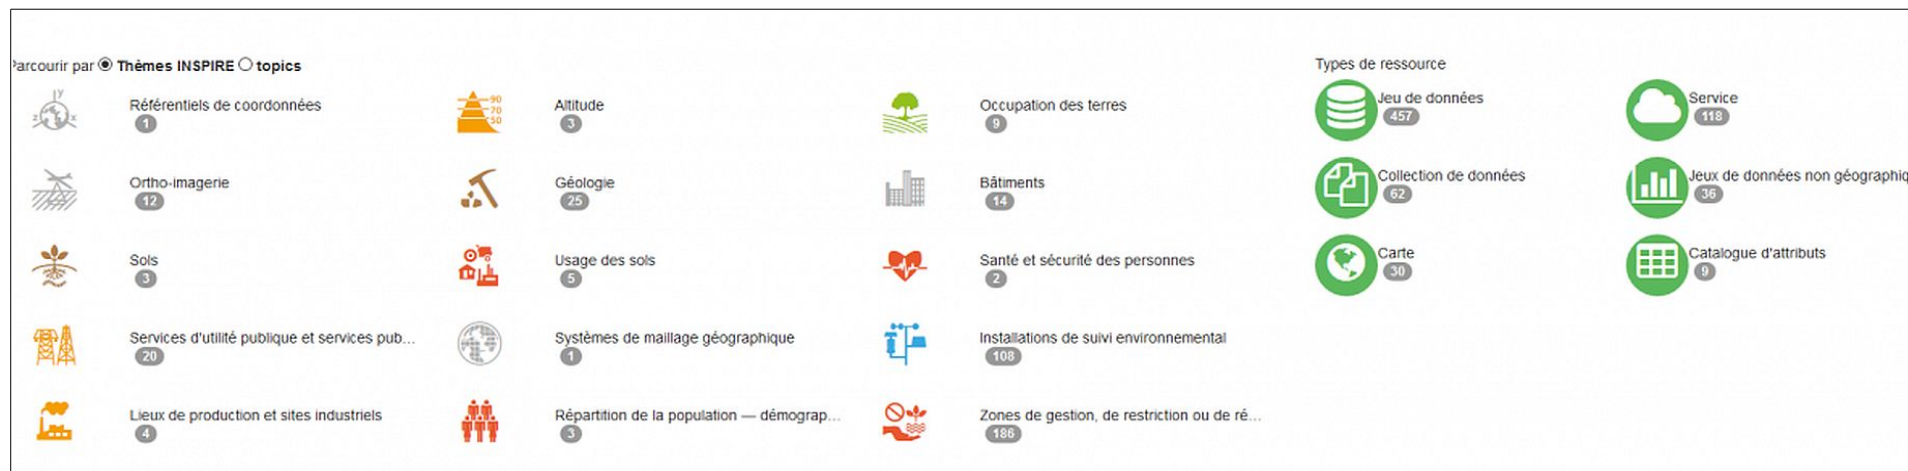 Parcourir par Thèmes INSPIRE topics
Référentiels de coordonnées
1
Altitude
90
70
50
3
Occupation des terres
9
Ortho-imagerie
12
Géologie
25
Bâtiments
14
Sols
3
Usage des sols
5
Santé et sécurité des personnes
2
Services d'utilité publique et services pub...
20
Systèmes de maillage géographique
1
Installations de suivi environnemental
108
Lieux de production et sites industriels
4
Répartition de la population — démograp...
3
Zones de gestion, de restriction ou de ré...
186
Types de ressource
Jeu de données
457
Service
118
Collection de données
62
Jeux de données non géographiq
36
Carte
30
Catalogue d'attributs
9
y
z
x